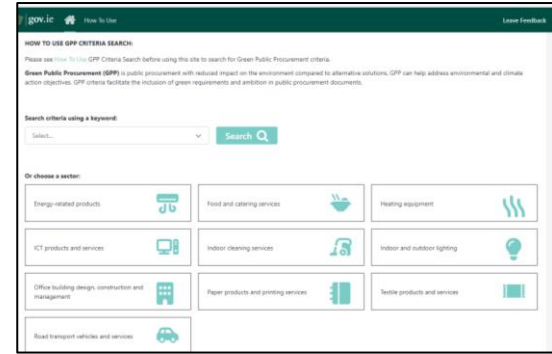 gov.ie How To Use Leave Feedback
HOW TO USE GPP CRITERIA SEARCH:
Please see How To Use GPP Criteria Search before using this site to search for Green Public Procurement criteria.
Green Public Procurement (GPP) is public procurement with reduced impact on the environment compared to alternative solutions. GPP can help address environmental and climate
action objectives. GPP criteria facilitate the inclusion of green requirements and ambition in public procurement documents.
Search criteria using a keyword:
Select... Search
Or choose a sector:
Energy-related products Food and catering services Heating equipment
ICT products and services Indoor cleaning services Indoor and outdoor lighting
Office building design, construction and
management Paper products and printing services Textile products and services
Road transport vehicles and services